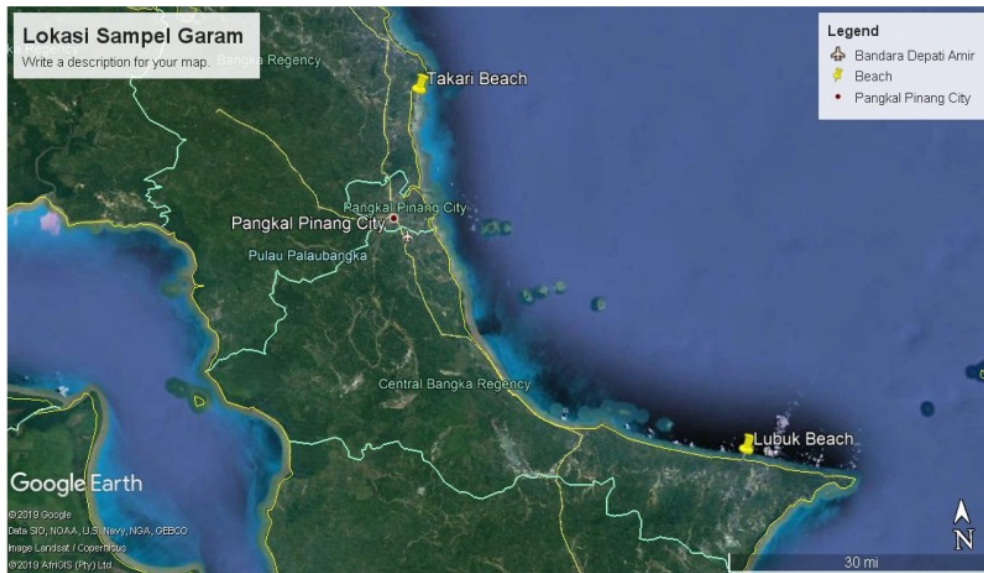 Lokasi Sampel Garam
Write a description for your map.
Regency
Bangka Regency
Legend
Bandara Depati Amir
Beach
Pangkal Pinang City
Takari Beach
Pangkal Pinang City
Pangkal Pinang City
Pulau Palaubangka
Central Bangka Regency
Lubuk Beach
Google Earth
©2019 Google
Data SIO, NOAA, U.S. Navy, NGA, GEBCO
Image Landsat / Copernicus
©2019 AfriGIS (Pty) Ltd.
N
30 mi